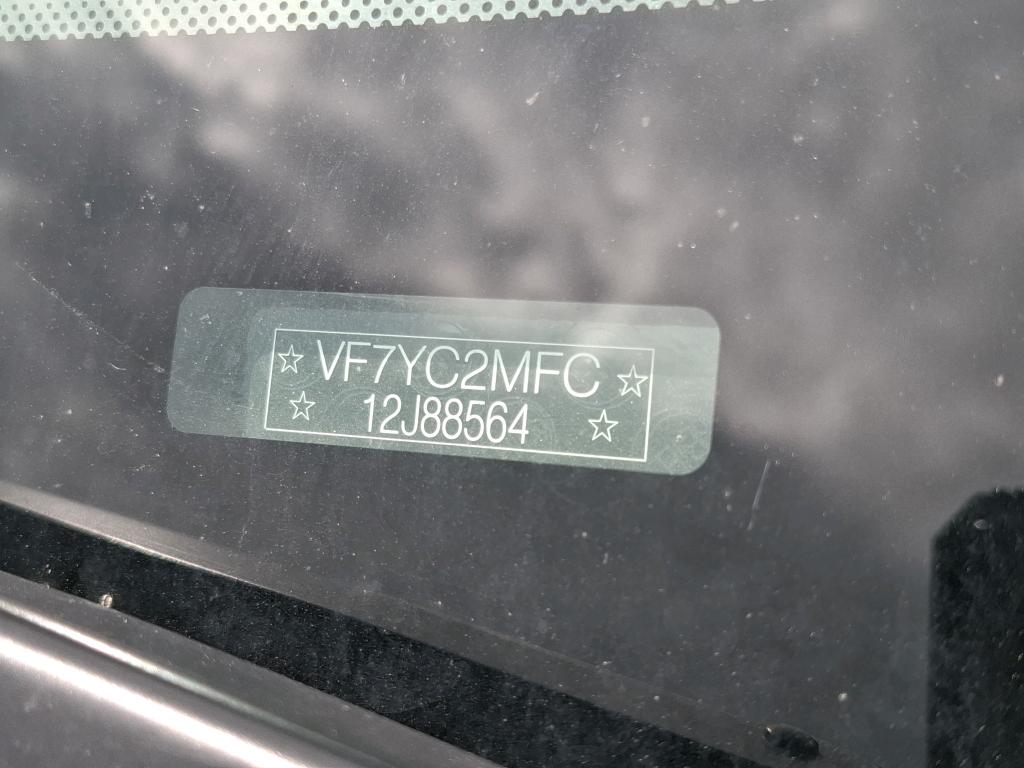 ☆ VF7YC2MFC ☆
☆ 12J88564 ☆